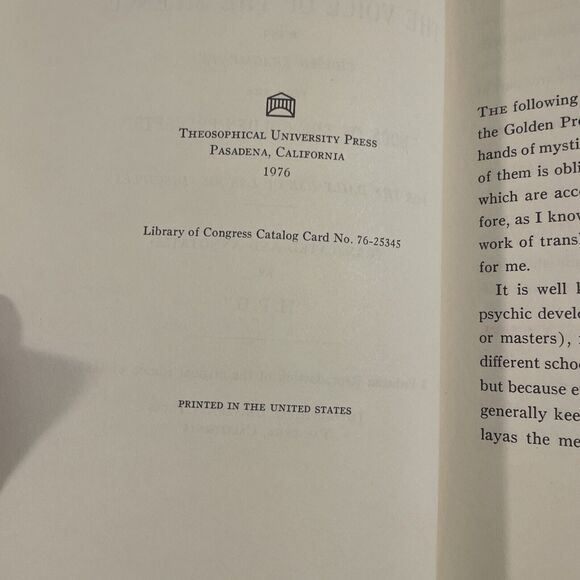 THEOSOPHICAL UNIVERSITY PRESS
PASADENA, CALIFORNIA
1976
Library of Congress Catalog Card No. 76-25345
PRINTED IN THE UNITED STATES
THE following
the Golden Pre
hands of mysti
of them is obli
which are acc
fore, as I know
work of transl
for me.
It is well k
psychic devel
or masters),
different schoo
but because e
generally kee
layas the me